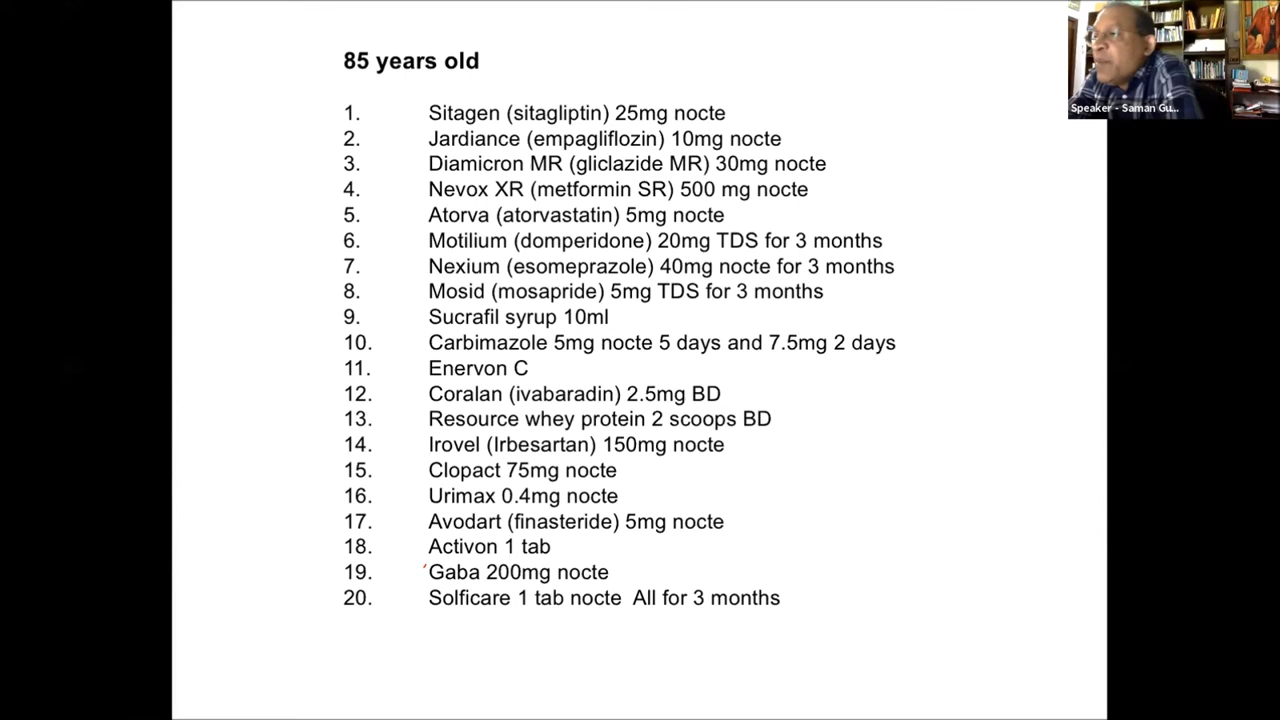 85 years old
1. Sitagen (sitagliptin) 25mg nocte
2. Jardiance (empagliflozin) 10mg nocte
3. Diamicron MR (gliclazide MR) 30mg nocte
4. Nevox XR (metformin SR) 500 mg nocte
5. Atorva (atorvastatin) 5mg nocte
6. Motilium (domperidone) 20mg TDS for 3 months
7. Nexium (esomeprazole) 40mg nocte for 3 months
8. Mosid (mosapride) 5mg TDS for 3 months
9. Sucrafil syrup 10ml
10. Carbimazole 5mg nocte 5 days and 7.5mg 2 days
11. Enervon C
12. Coralan (ivabaradin) 2.5mg BD
13. Resource whey protein 2 scoops BD
14. Irovel (Irbesartan) 150mg nocte
15. Clopact 75mg nocte
16. Urimax 0.4mg nocte
17. Avodart (finasteride) 5mg nocte
18. Activon 1 tab
19. Gaba 200mg nocte
20. Solficare 1 tab nocte All for 3 months
Speaker - Saman Gu...